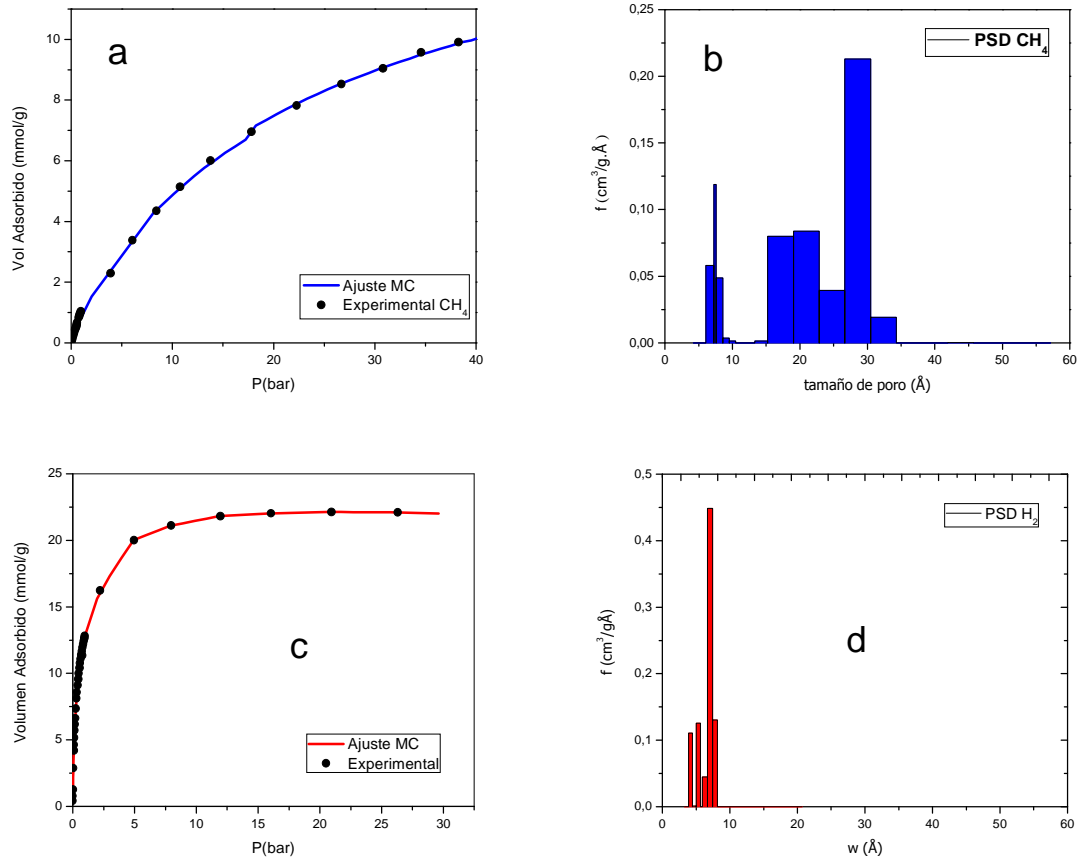 a
Vol Adsorbido (mmol/g)
10
8
6
4
2
0
Ajuste MC
Experimental CH₄
0 10 20 30 40
P(bar)
b
PSD CH₄
f (cm³/g.Å )
0,25
0,20
0,15
0,10
0,05
0,00
0 10 20 30 40 50 60
tamaño de poro (Å)
c
Volumen Adsorbido (mmol/g)
25
20
15
10
5
0
Ajuste MC
Experimental
0 5 10 15 20 25 30
P(bar)
d
PSD H₂
f (cm³/gÅ)
0,5
0,4
0,3
0,2
0,1
0,0
0 10 20 30 40 50 60
w (Å)